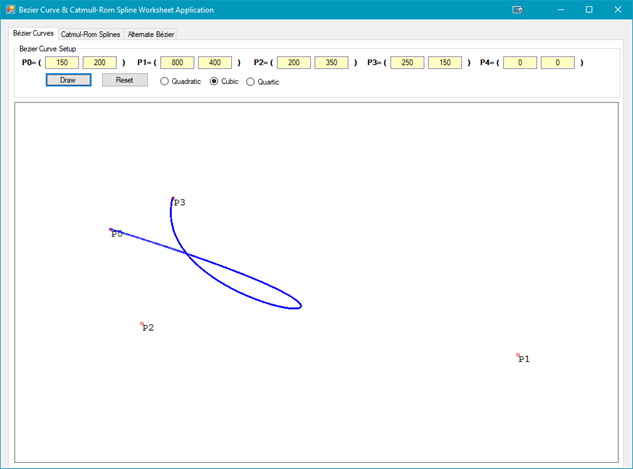 Bezier Curve & Catmull-Rom Spline Worksheet Application
Bézier Curves Catmul-Rom Splines Alternate Bézier
Bezier Curve Setup
P0= ( 150 200 ) P1= ( 800 400 ) P2= ( 200 350 ) P3= ( 250 150 ) P4= ( 0 0 )
Draw Reset Quadratic Cubic Quartic
P3
P0
P2
P1